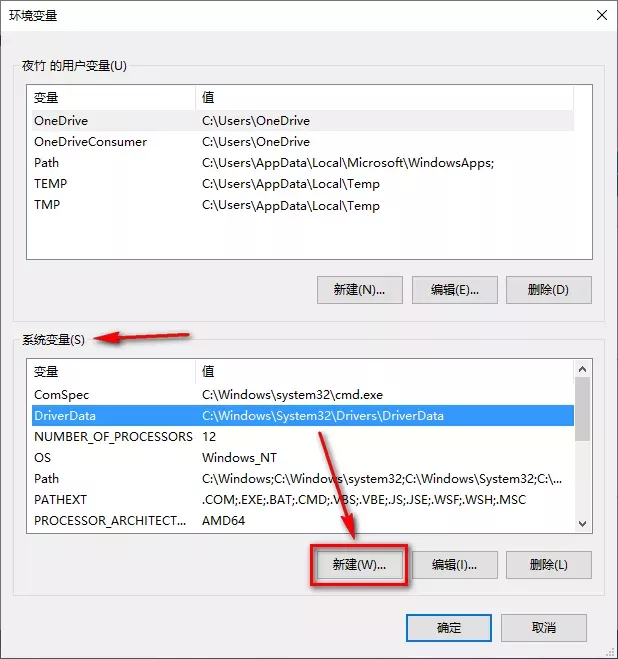 环境变量
夜竹 的用户变量(U)
变量 值
OneDrive C:\Users\OneDrive
OneDriveConsumer C:\Users\OneDrive
Path C:\Users\AppData\Local\Microsoft\WindowsApps;
TEMP C:\Users\AppData\Local\Temp
TMP C:\Users\AppData\Local\Temp
新建(N)... 编辑(E)... 删除(D)
系统变量(S)
变量 值
ComSpec C:\Windows\system32\cmd.exe
DriverData C:\Windows\System32\Drivers\DriverData
NUMBER_OF_PROCESSORS 12
OS Windows_NT
Path C:\Windows;C:\Windows\system32;C:\Windows\System32;C:\...
PATHEXT .COM;.EXE;.BAT;.CMD;.VBS;.VBE;.JS;.JSE;.WSF;.WSH;.MSC
PROCESSOR_ARCHITECT... AMD64
新建(W)... 编辑(I)... 删除(L)
确定 取消